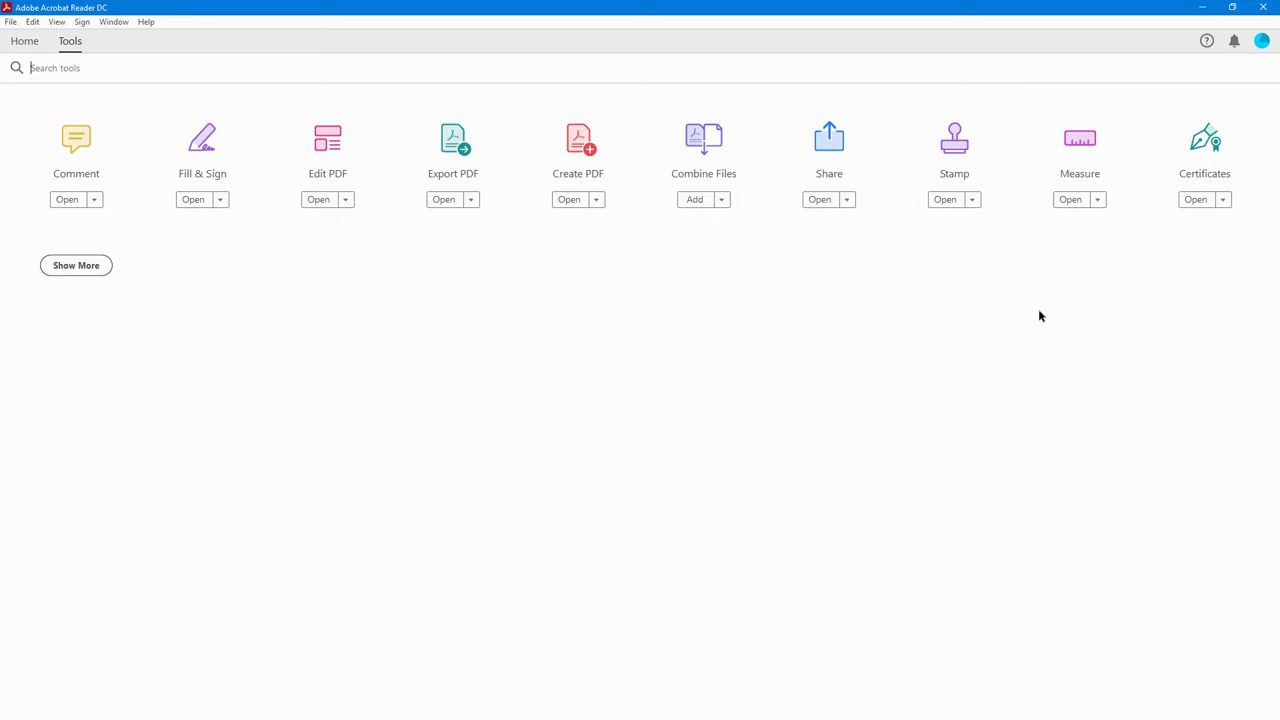 Adobe Acrobat Reader DC
File Edit View Sign Window Help
Home Tools
Search tools
Comment Fill & Sign Edit PDF Export PDF Create PDF Combine Files Share Stamp Measure Certificates
Open Open Open Open Open Add Open Open Open Open
Show More